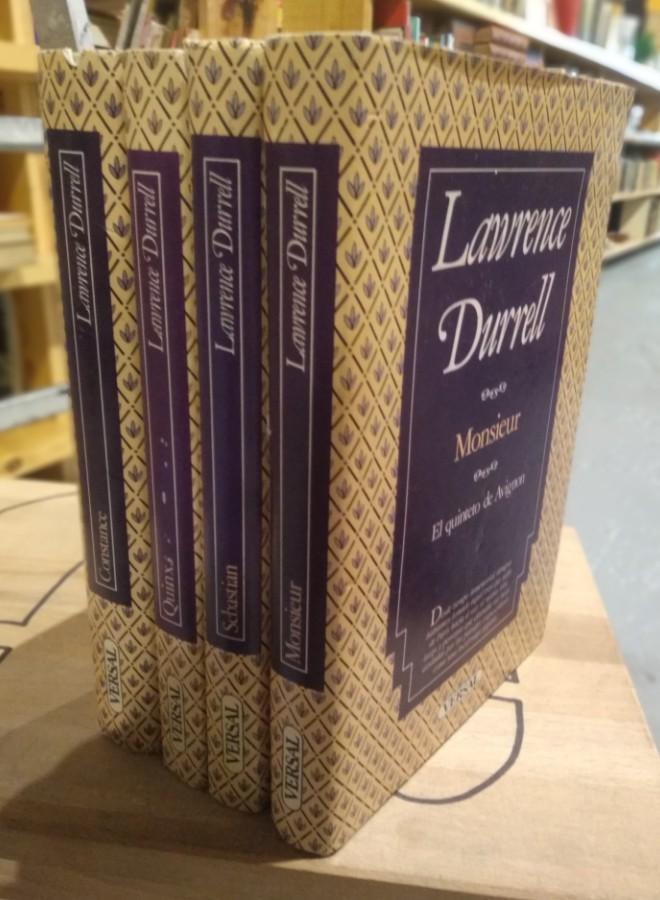 Lawrence Durrell
Constance
VERSAL
Lawrence Durrell
Quinx
VERSAL
Lawrence Durrell
Sebastian
VERSAL
Lawrence Durrell
Monsieur
VERSAL
Lawrence
Durrell
Monsieur
El quinteto de Avignon
VERSAL